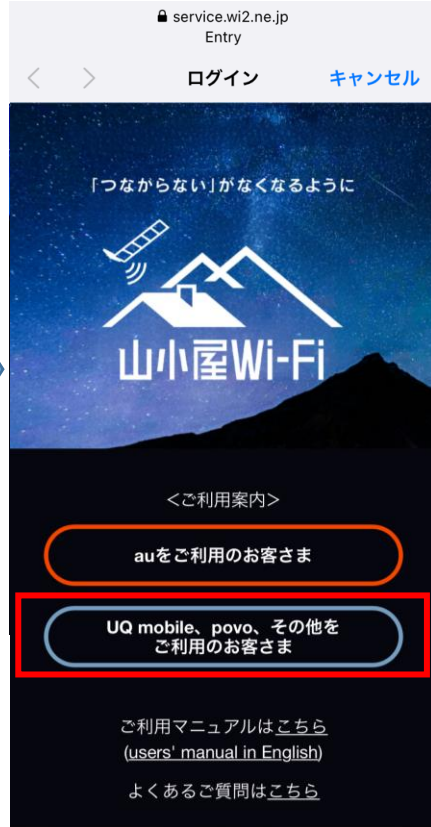 service.wi2.ne.jp
Entry
ログイン
キャンセル
「つながらない」がなくなるように
山小屋Wi-Fi
＜ご利用案内＞
auをご利用のお客さま
UQ mobile、povo、その他を
ご利用のお客さま
ご利用マニュアルはこちら
(users' manual in English)
よくあるご質問はこちら